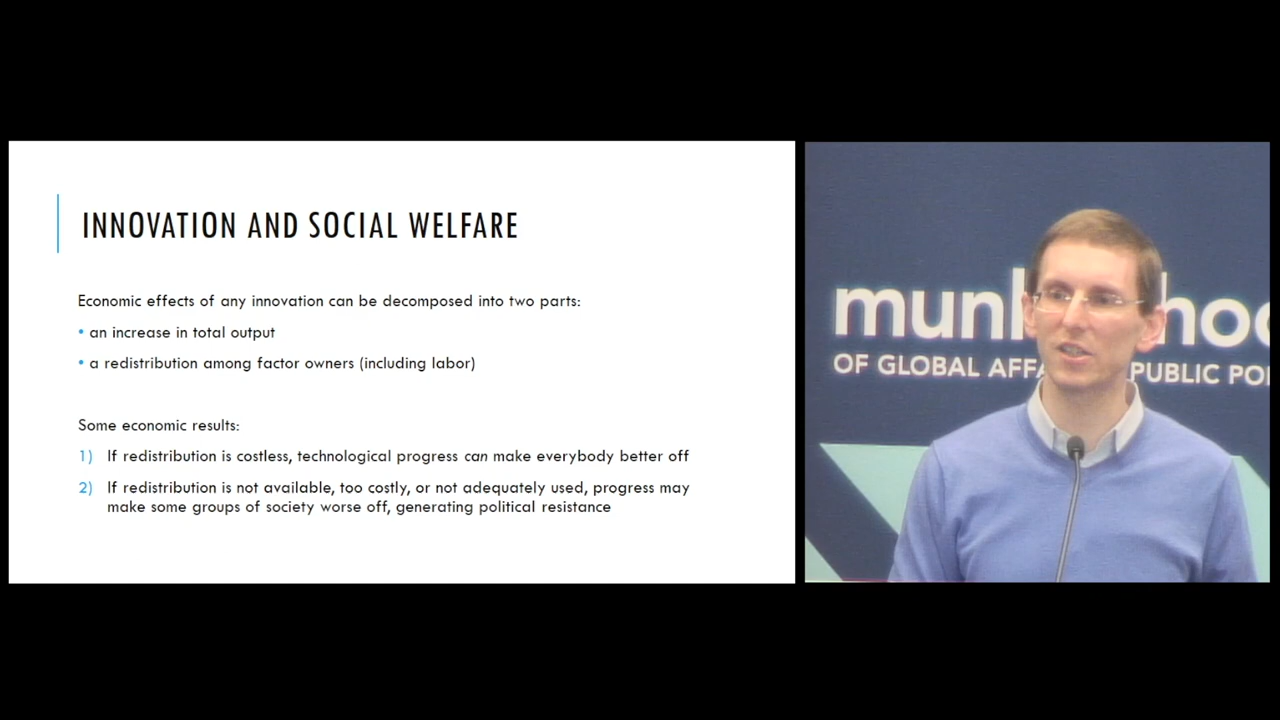 INNOVATION AND SOCIAL WELFARE
Economic effects of any innovation can be decomposed into two parts:
• an increase in total output
• a redistribution among factor owners (including labor)
Some economic results:
1) If redistribution is costless, technological progress can make everybody better off
2) If redistribution is not available, too costly, or not adequately used, progress may
make some groups of society worse off, generating political resistance
OF GLOBAL
PUBLIC